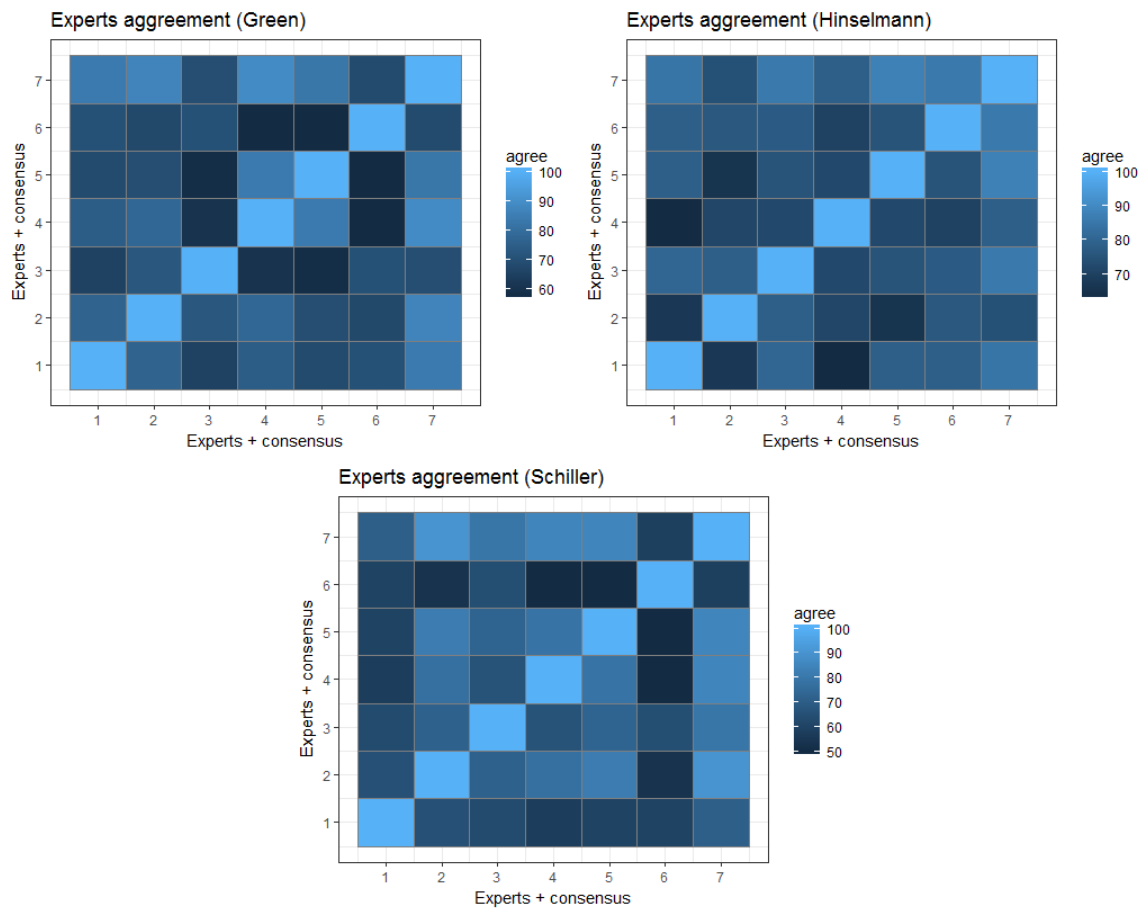 Experts aggreement (Green)
Experts + consensus
7
6
5
4
3
2
1
1 2 3 4 5 6 7
Experts + consensus
agree
100
90
80
70
60
Experts aggreement (Hinselmann)
Experts + consensus
7
6
5
4
3
2
1
1 2 3 4 5 6 7
Experts + consensus
agree
100
90
80
70
Experts aggreement (Schiller)
Experts + consensus
7
6
5
4
3
2
1
1 2 3 4 5 6 7
Experts + consensus
agree
100
90
80
70
60
50